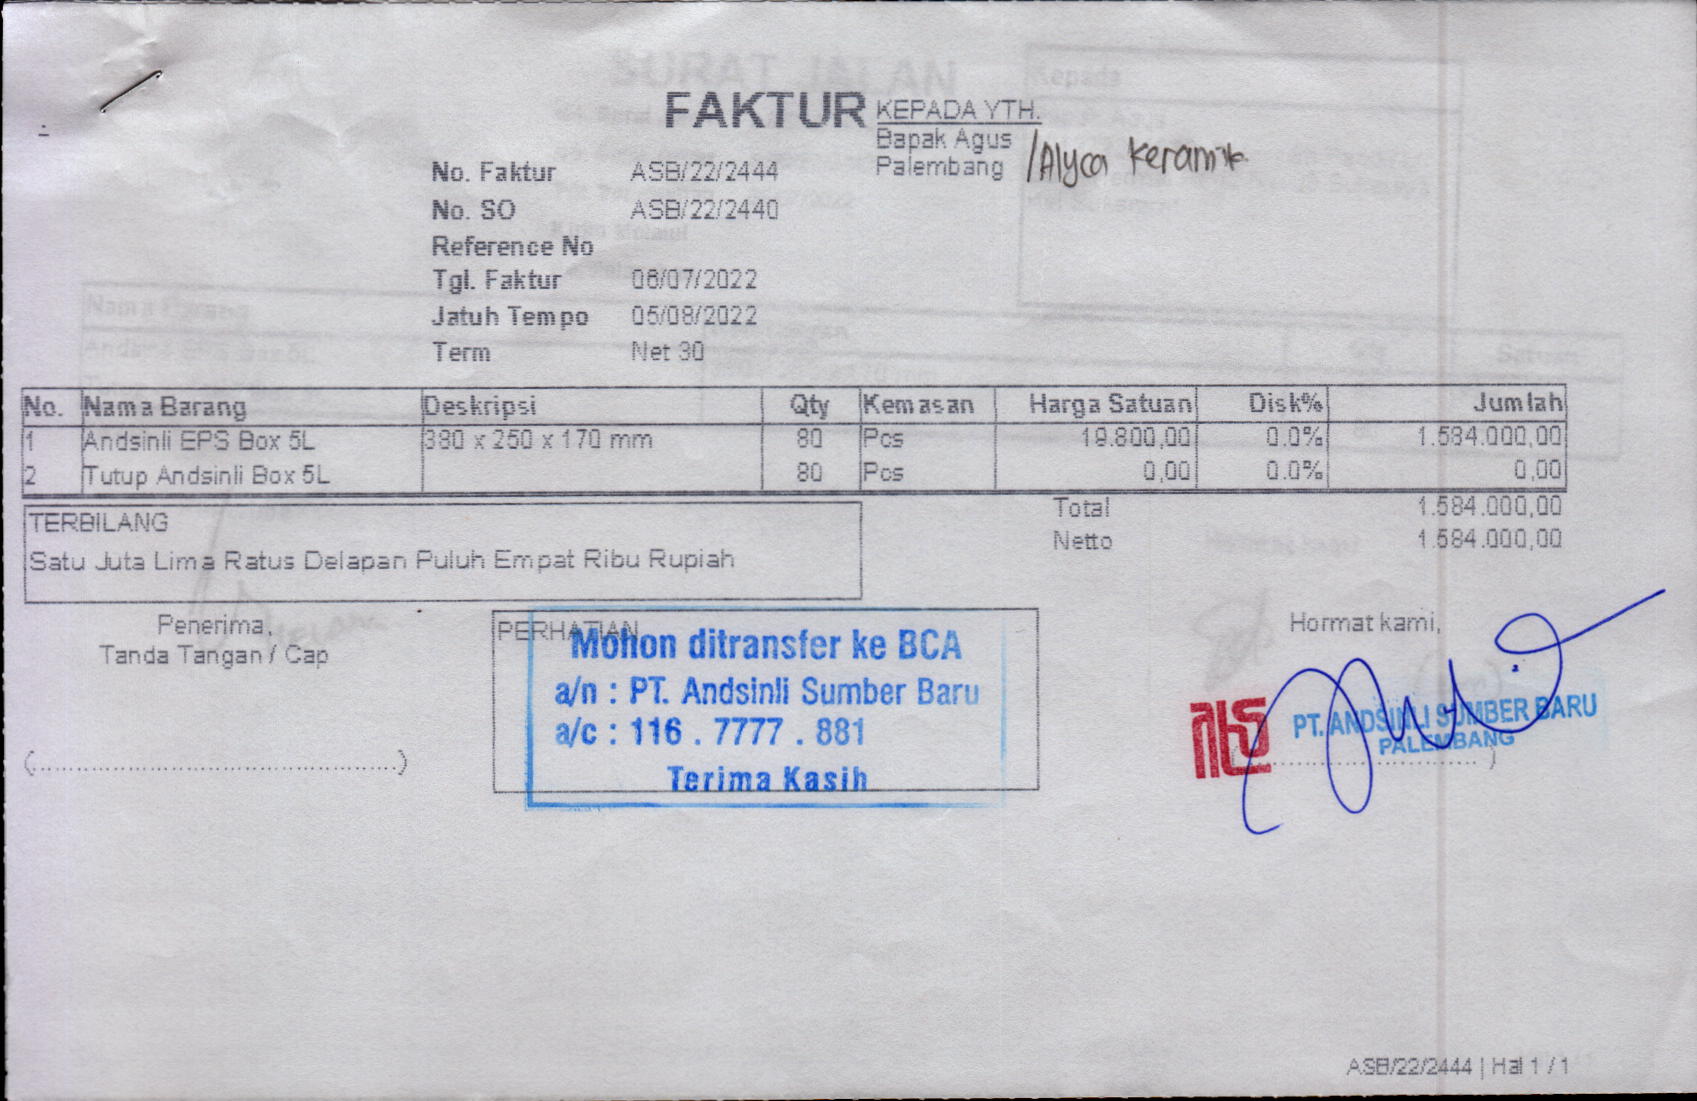 FAKTUR
KEPADA YTH.
Bapak Agus
Palembang /Alyca Keramik
No. Faktur ASB/22/2444
No. SO ASB/22/2440
Reference No
Tgl. Faktur 06/07/2022
Jatuh Tempo 05/08/2022
Term Net 30
No. Nama Barang Deskripsi Qty Kemasan Harga Satuan Disk% Jumlah
1 Andsinli EPS Box 5L 380 x 250 x 170 mm 80 Pcs 19.800,00 0.0% 1.584.000,00
2 Tutup Andsinli Box 5L 80 Pcs 0,00 0.0% 0,00
Total 1.584.000,00
Netto 1.584.000,00
TERBILANG
Satu Juta Lima Ratus Delapan Puluh Empat Ribu Rupiah
Penerima,
Tanda Tangan / Cap
(..................................................)
PERHATIAN
Mohon ditransfer ke BCA
a/n : PT. Andsinli Sumber Baru
a/c : 116 . 7777 . 881
Terima Kasih
Hormat kami,
PT. ANDSINLI SUMBER BARU
PALEMBANG
ASB/22/2444 | Hal 1 / 1